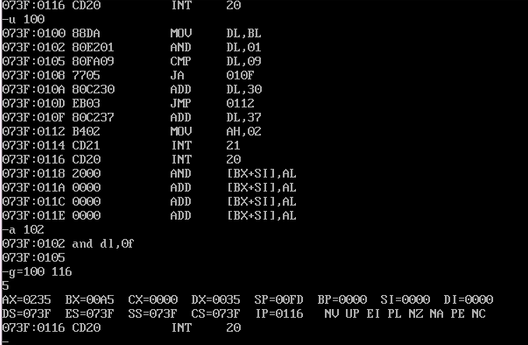 073F:0116 CD20 INT 20
-u 100
073F:0100 88DA MOV DL,BL
073F:0102 80E201 AND DL,01
073F:0105 80FA09 CMP DL,09
073F:0108 7705 JA 010F
073F:010A 80C230 ADD DL,30
073F:010D EB03 JMP 0112
073F:010F 80C237 ADD DL,37
073F:0112 B402 MOV AH,02
073F:0114 CD21 INT 21
073F:0116 CD20 INT 20
073F:0118 2000 AND [BX+SI],AL
073F:011A 0000 ADD [BX+SI],AL
073F:011C 0000 ADD [BX+SI],AL
073F:011E 0000 ADD [BX+SI],AL
-a 102
073F:0102 and dl,0f
073F:0105
-g=100 116
5
AX=0235 BX=00A5 CX=0000 DX=0035 SP=00FD BP=0000 SI=0000 DI=0000
DS=073F ES=073F SS=073F CS=073F IP=0116 NV UP EI PL NZ NA PE NC
073F:0116 CD20 INT 20
-